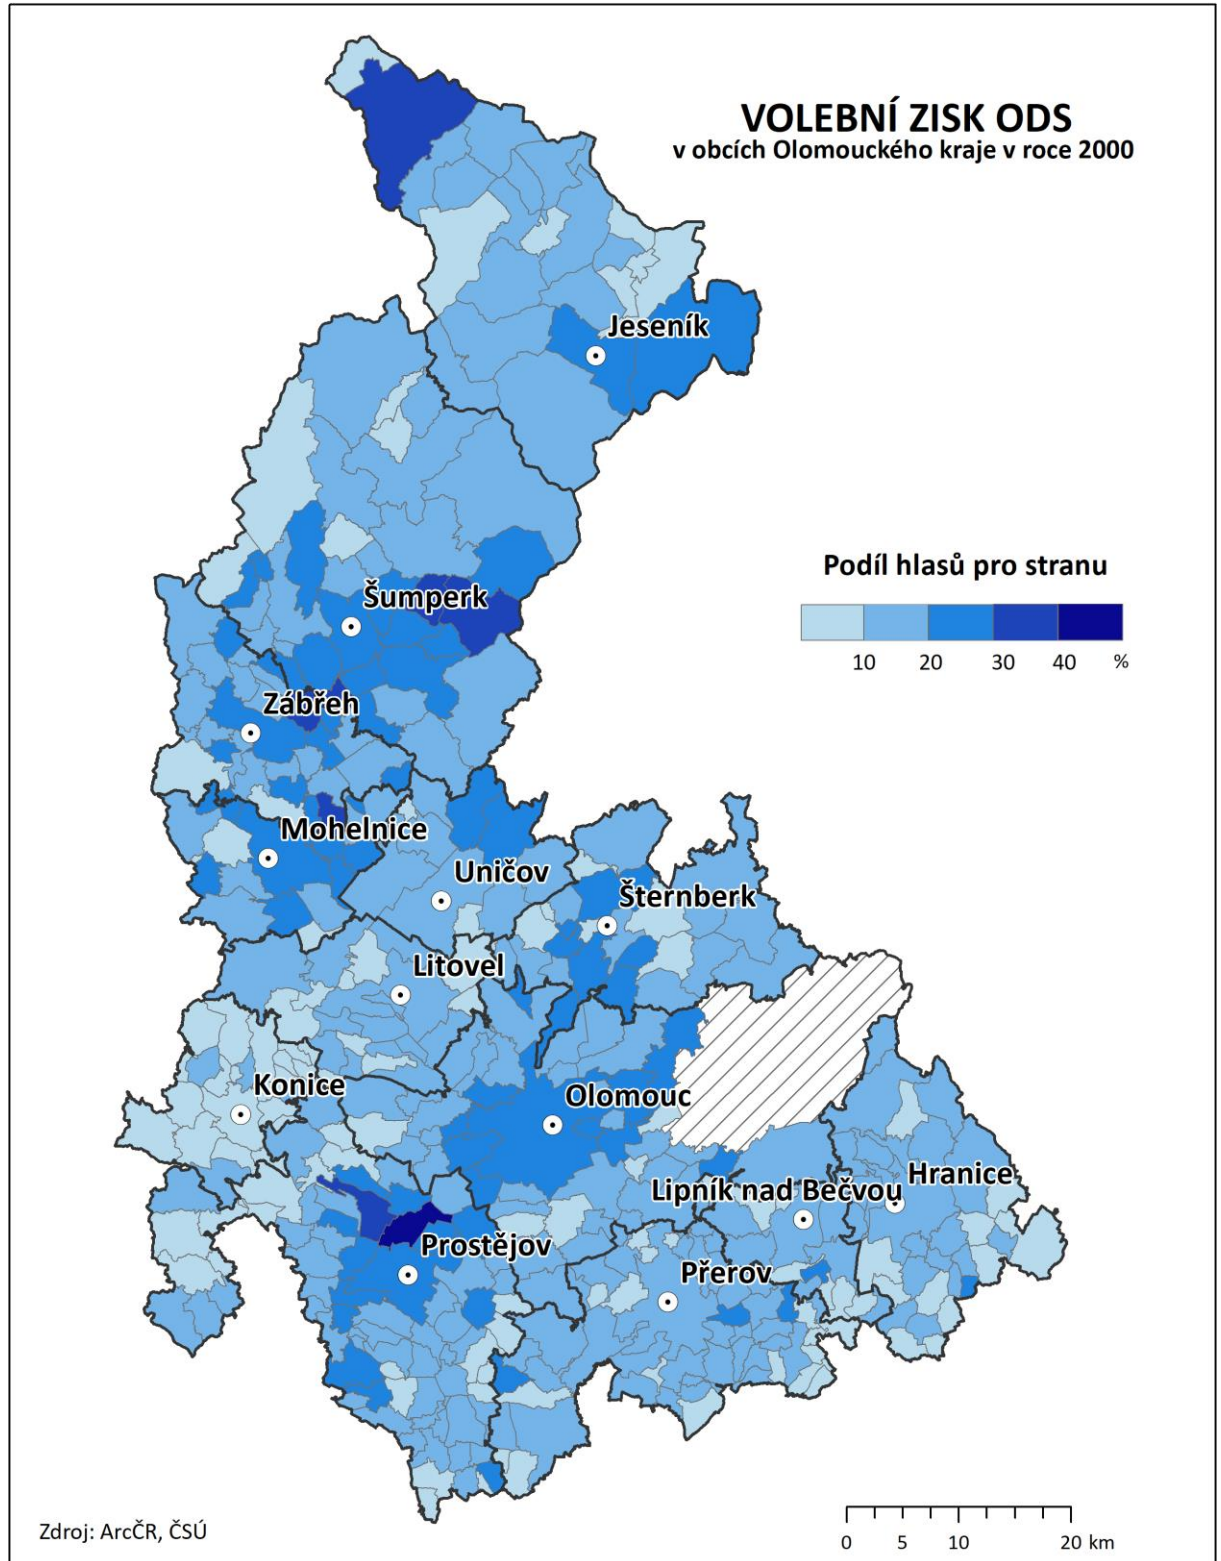 VOLEBNÍ ZISK ODS
v obcích Olomouckého kraje v roce 2000
Jeseník
Podíl hlasů pro stranu
10 20 30 40 %
Šumperk
Zábřeh
Mohelnice
Uničov
Šternberk
Litovel
Konice
Olomouc
Hranice
Lipník nad Bečvou
Prostějov
Přerov
Zdroj: ArcČR, ČSÚ
0 5 10 20 km